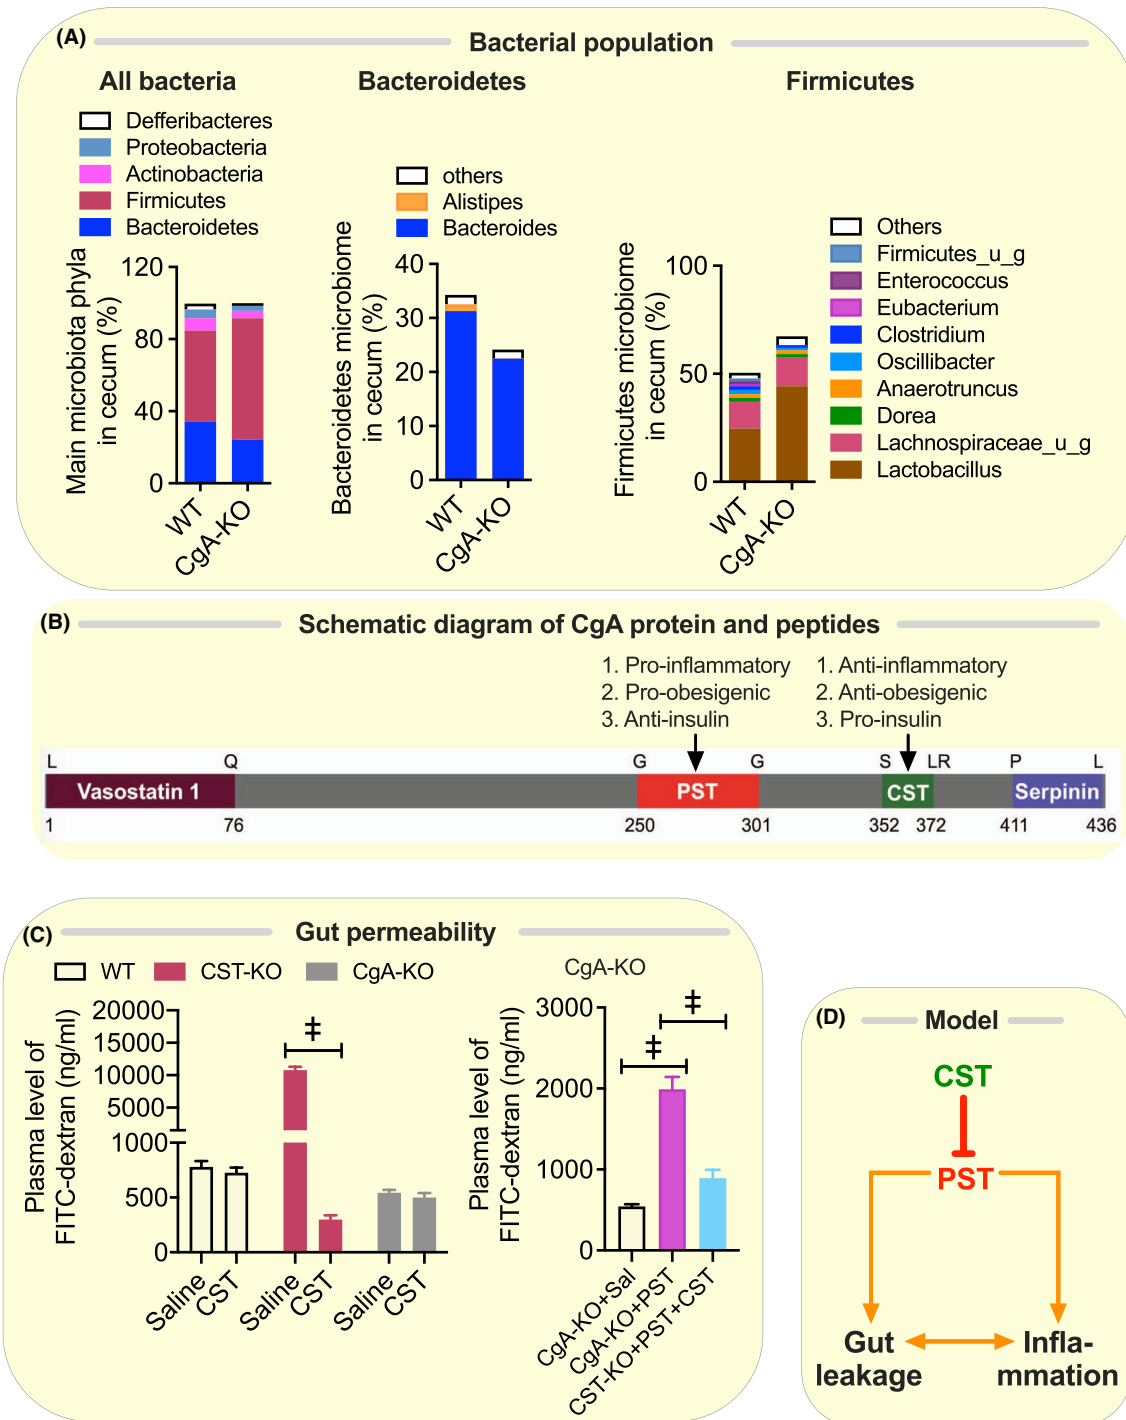 (A) Bacterial population
All bacteria
Defferibacteres
Proteobacteria
Actinobacteria
Firmicutes
Bacteroidetes
Main microbiota phyla
in cecum (%)
120
80
40
0
WT
CgA-KO
Bacteroidetes
others
Alistipes
Bacteroides
Bacteroidetes microbiome
in cecum (%)
40
30
20
10
0
WT
CgA-KO
Firmicutes
Others
Firmicutes_u_g
Enterococcus
Eubacterium
Clostridium
Oscillibacter
Anaerotruncus
Dorea
Lachnospiraceae_u_g
Lactobacillus
Firmicutes microbiome
in cecum (%)
100
50
0
WT
CgA-KO
(B) Schematic diagram of CgA protein and peptides
1. Pro-inflammatory
2. Pro-obesigenic
3. Anti-insulin
1. Anti-inflammatory
2. Anti-obesigenic
3. Pro-insulin
L Q G G S LR P L
Vasostatin 1 PST CST Serpinin
1 76 250 301 352 372 411 436
(C) Gut permeability
WT CST-KO CgA-KO
Plasma level of
FITC-dextran (ng/ml)
20000
15000
10000
5000
1000
500
0
‡
Saline
CST
Saline
CST
Saline
CST
CgA-KO
Plasma level of
FITC-dextran (ng/ml)
3000
2000
1000
0
‡
‡
CgA-KO+Sal
CgA-KO+PST
CST-KO+PST+CST
(D) Model
CST
PST
Gut
leakage
Infla-
mmation